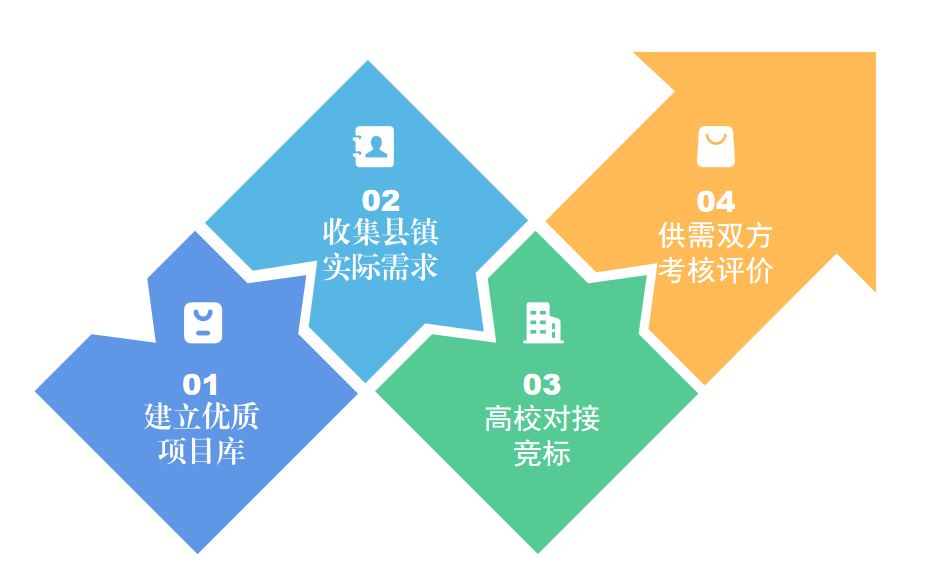 01
建立优质
项目库
02
收集县镇
实际需求
03
高校对接
竞标
04
供需双方
考核评价